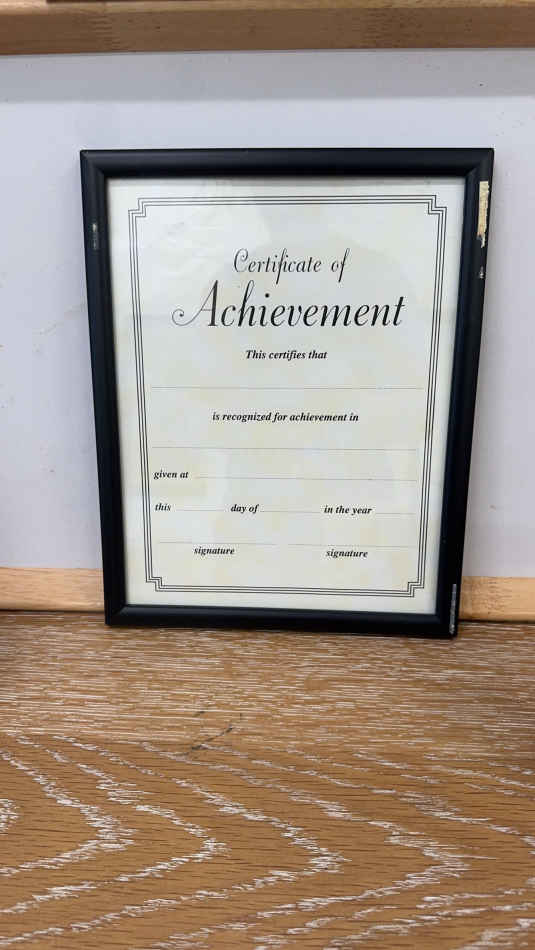 Certificate of
Achievement
This certifies that
is recognized for achievement in
given at
this day of in the year
signature signature